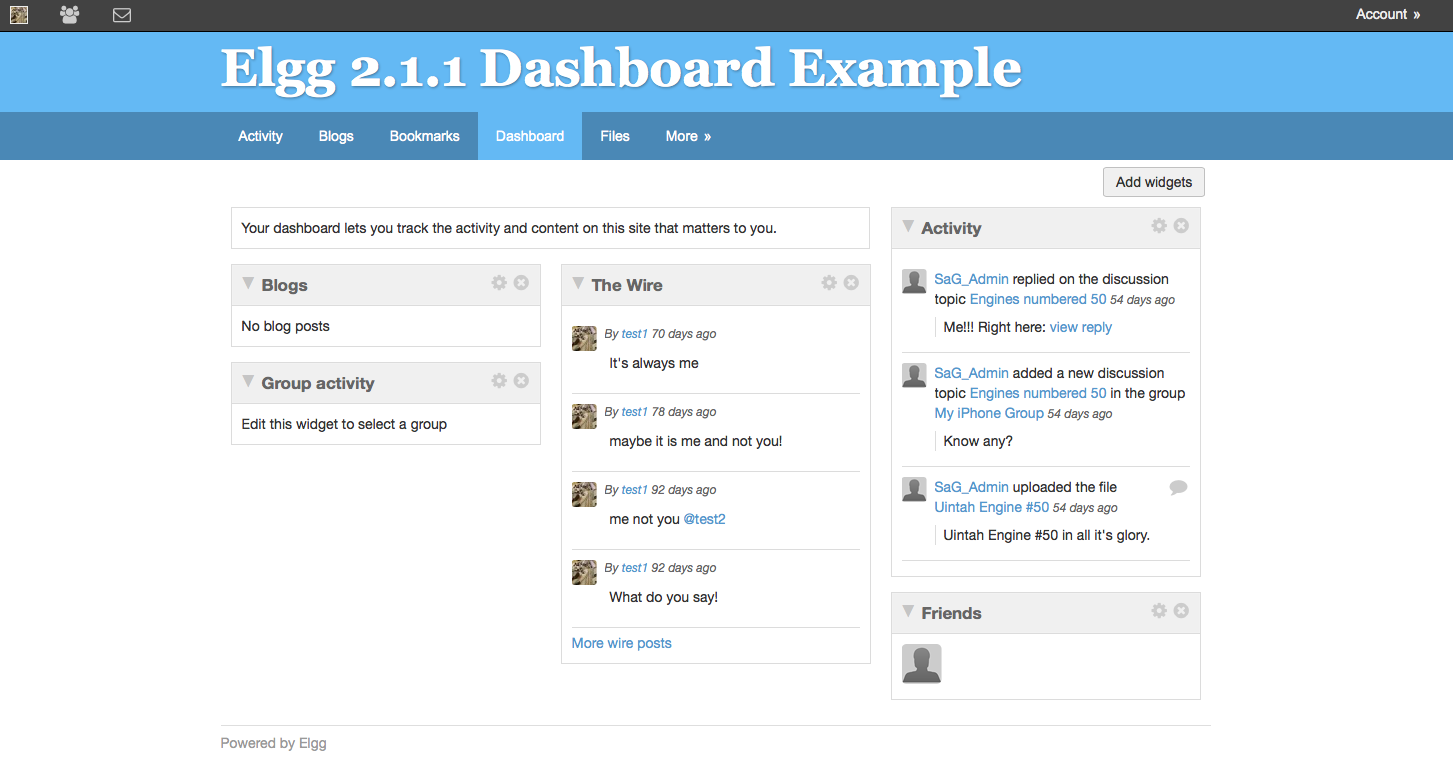 Account »
Elgg 2.1.1 Dashboard Example
Activity
Blogs
Bookmarks
Dashboard
Files
More »
Add widgets
Your dashboard lets you track the activity and content on this site that matters to you.
Blogs
No blog posts
Group activity
Edit this widget to select a group
The Wire
By test1 70 days ago
It's always me
By test1 78 days ago
maybe it is me and not you!
By test1 92 days ago
me not you @test2
By test1 92 days ago
What do you say!
More wire posts
Activity
SaG_Admin replied on the discussion
topic Engines numbered 50 54 days ago
Me!!! Right here: view reply
SaG_Admin added a new discussion
topic Engines numbered 50 in the group
My iPhone Group 54 days ago
Know any?
SaG_Admin uploaded the file
Uintah Engine #50 54 days ago
Uintah Engine #50 in all it's glory.
Friends
Powered by Elgg